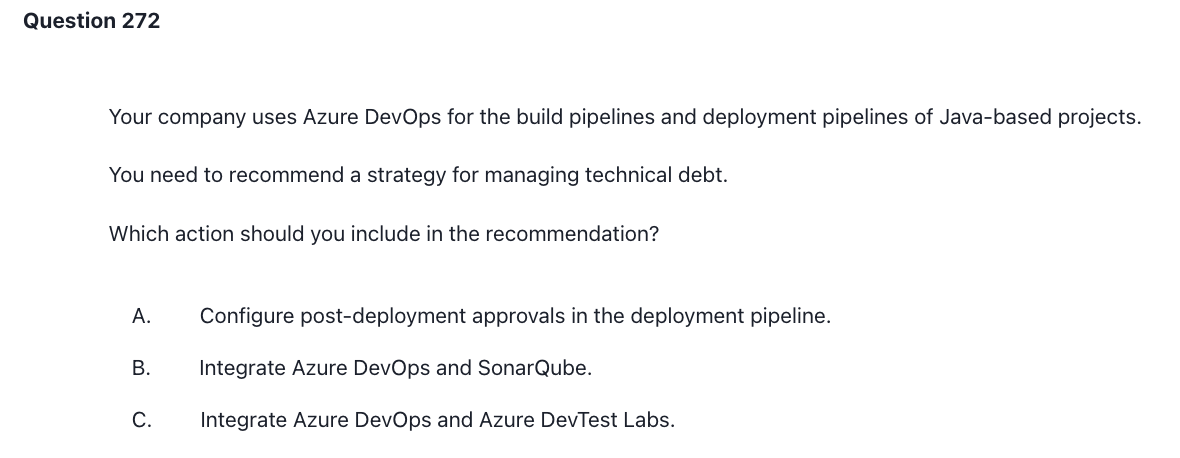 Question 272
Your company uses Azure DevOps for the build pipelines and deployment pipelines of Java-based projects.
You need to recommend a strategy for managing technical debt.
Which action should you include in the recommendation?
A. Configure post-deployment approvals in the deployment pipeline.
B. Integrate Azure DevOps and SonarQube.
C. Integrate Azure DevOps and Azure DevTest Labs.